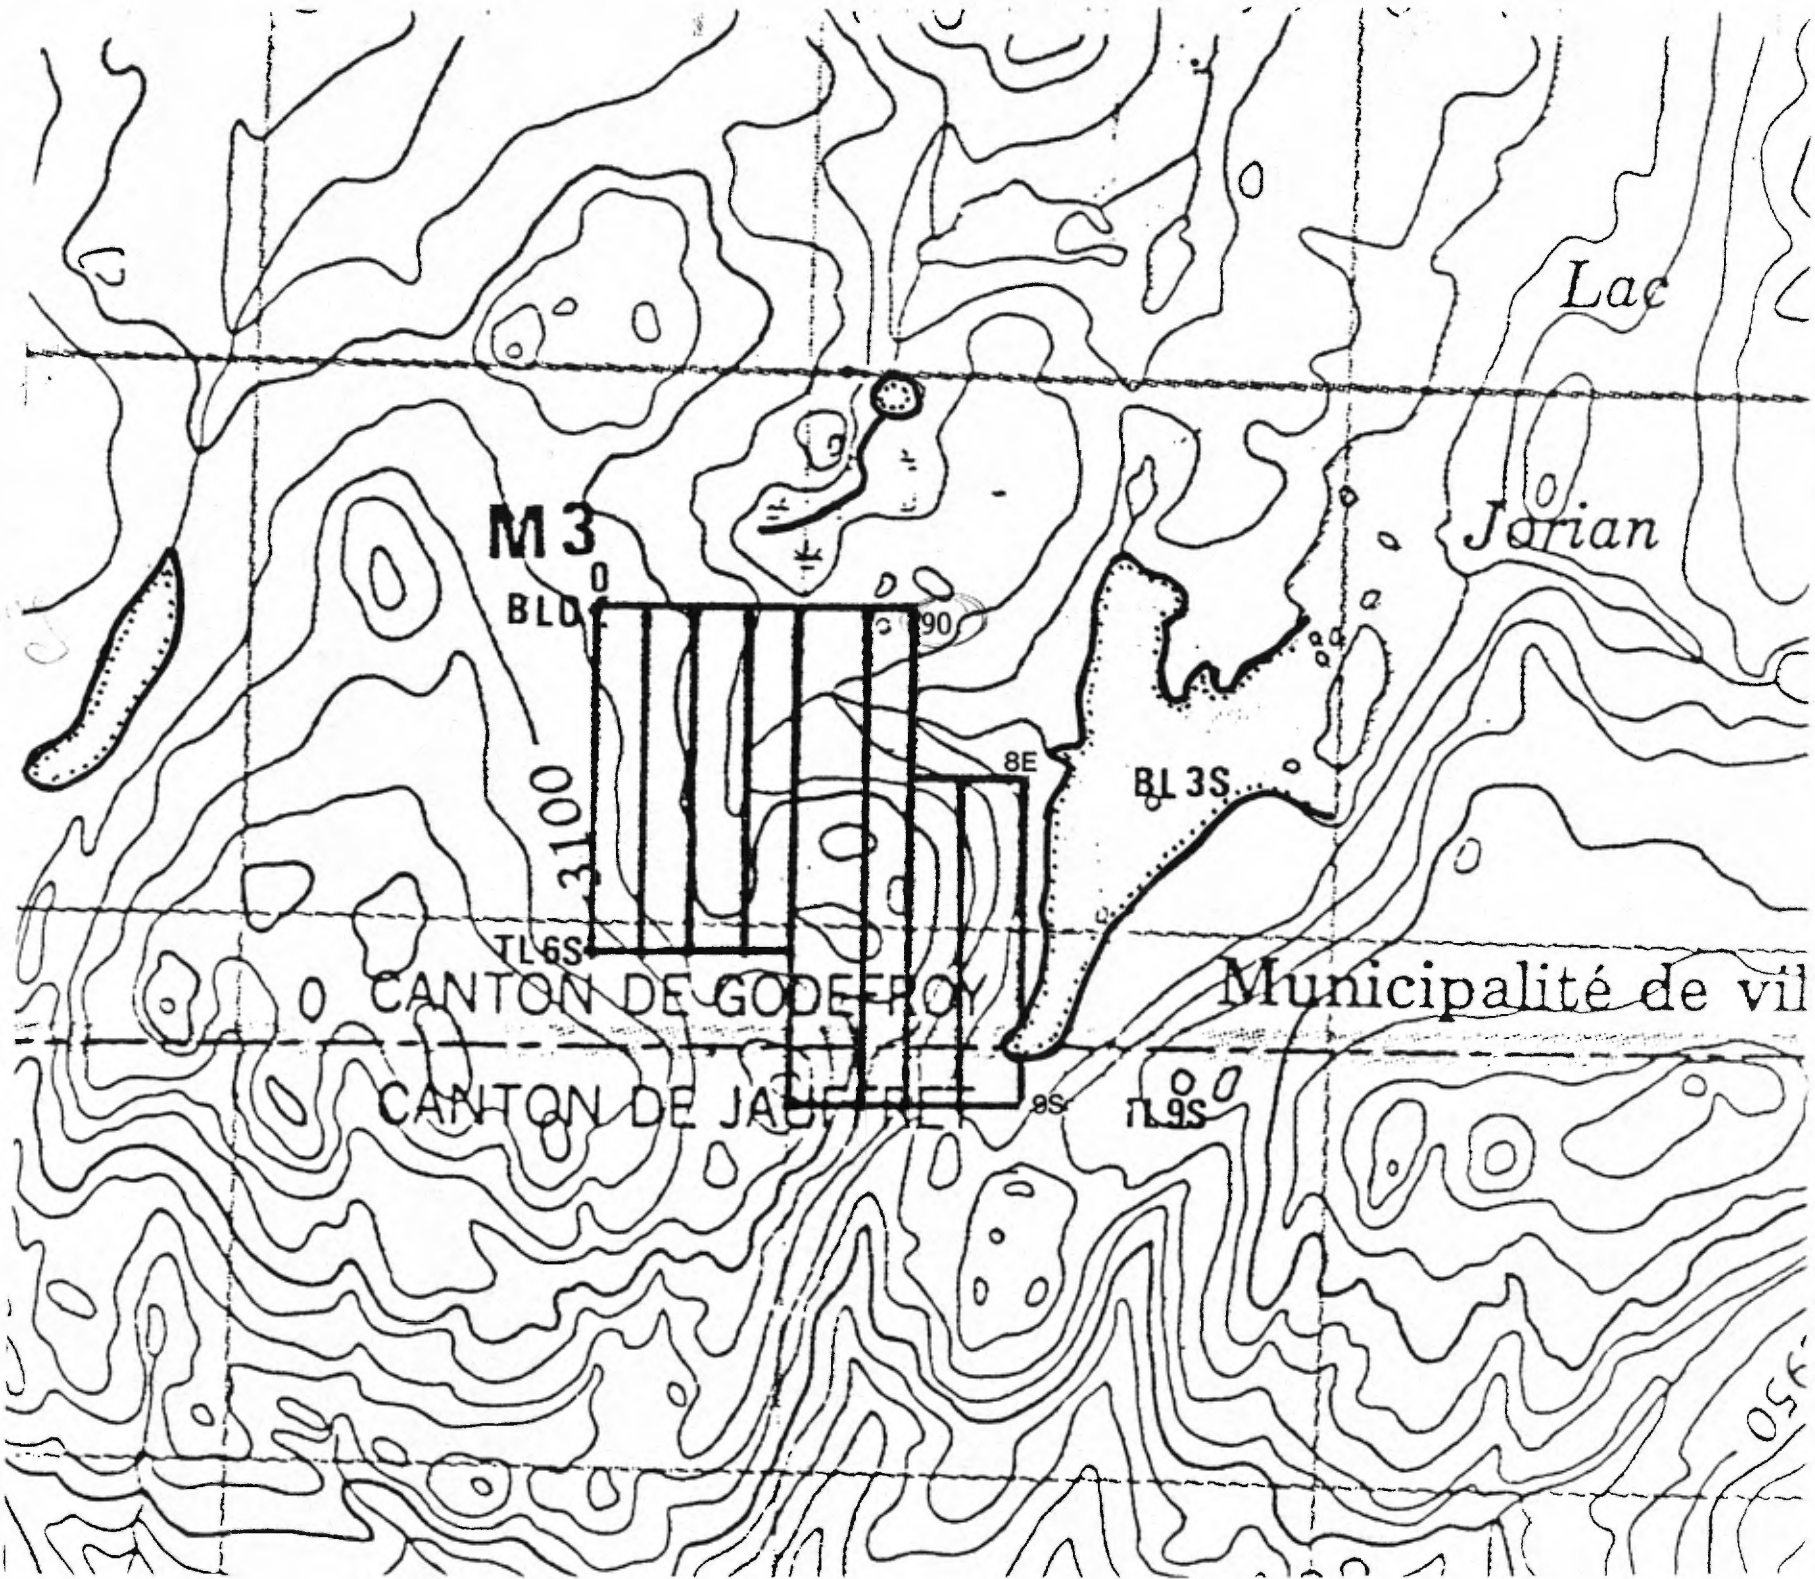 Lac
Jorian
M 3
0
BL0
90
8E
BL 3S
3100
TL 6S
CANTON DE GODEFROY
Municipalité de vil
CANTON DE JAUFFRET
9S
TL 9S